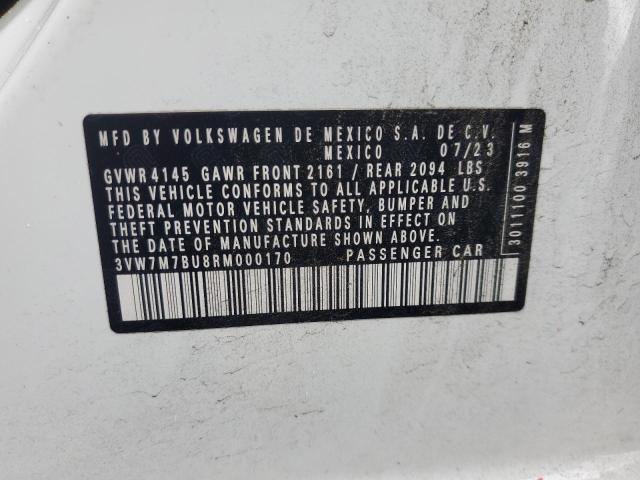 MFD BY VOLKSWAGEN DE MEXICO S.A. DE C.V.
MEXICO 07/23
GVWR 4145 GAWR FRONT 2161 / REAR 2094 LBS
THIS VEHICLE CONFORMS TO ALL APPLICABLE U.S.
FEDERAL MOTOR VEHICLE SAFETY, BUMPER AND
THEFT PREVENTION STANDARDS IN EFFECT ON
THE DATE OF MANUFACTURE SHOWN ABOVE.
3VW7M7BU8RM000170 PASSENGER CAR
3011100 3916 M